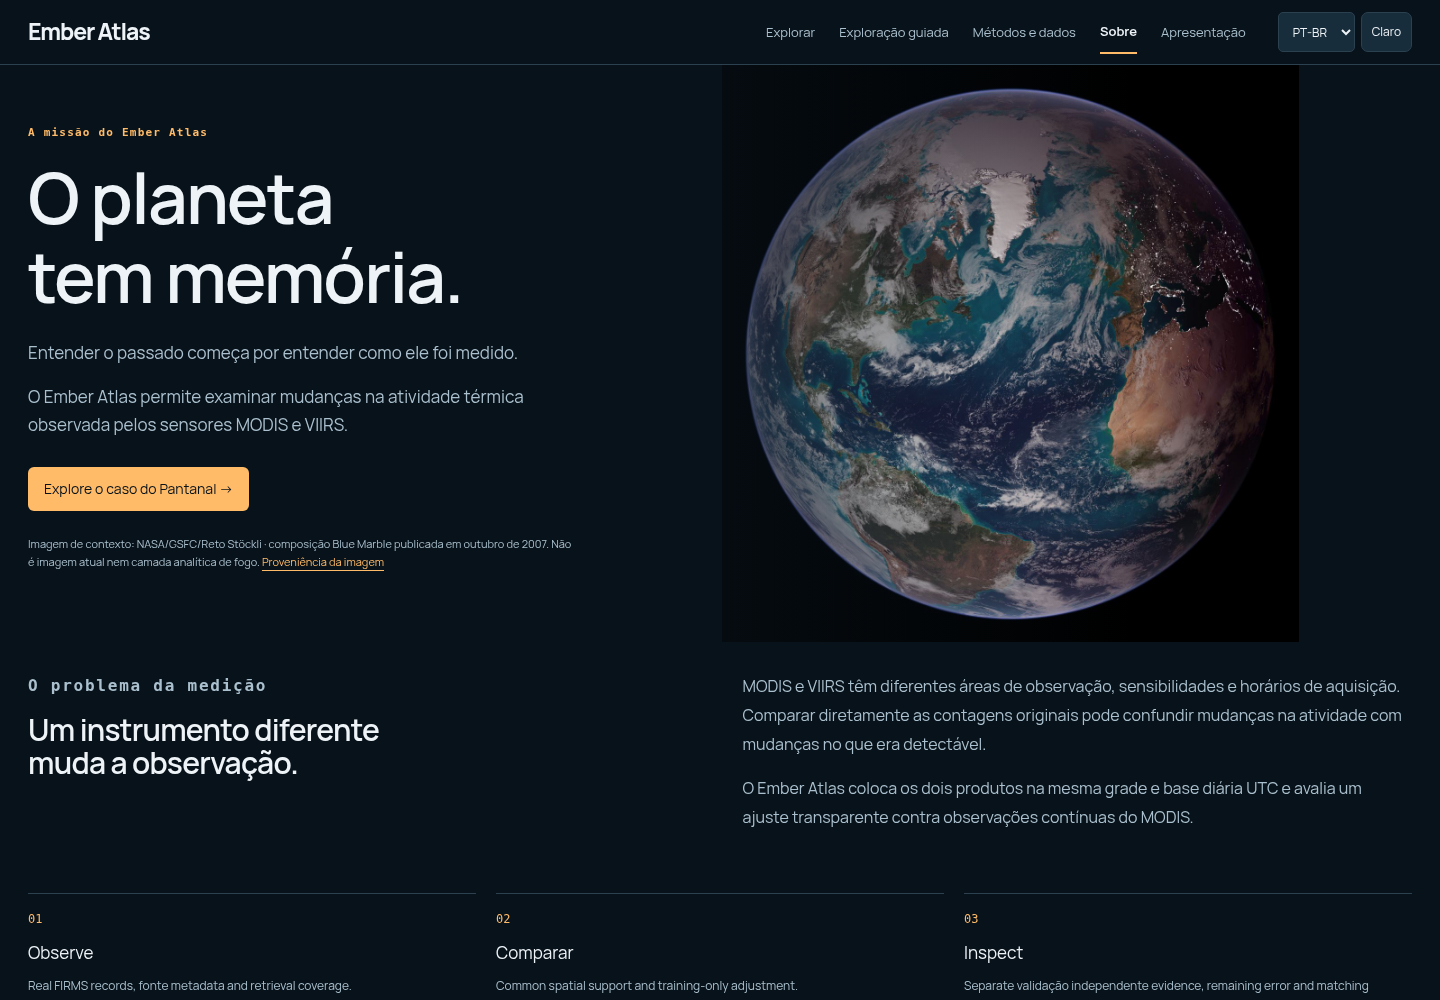 Ember Atlas
Explorar
Exploração guiada
Métodos e dados
Sobre
Apresentação
PT-BR
Claro
A missão do Ember Atlas
O planeta
tem memória.
Entender o passado começa por entender como ele foi medido.
O Ember Atlas permite examinar mudanças na atividade térmica
observada pelos sensores MODIS e VIIRS.
Explore o caso do Pantanal →
Imagem de contexto: NASA/GSFC/Reto Stöckli · composição Blue Marble publicada em outubro de 2007. Não
é imagem atual nem camada analítica de fogo. Proveniência da imagem
O problema da medição
Um instrumento diferente
muda a observação.
MODIS e VIIRS têm diferentes áreas de observação, sensibilidades e horários de aquisição.
Comparar diretamente as contagens originais pode confundir mudanças na atividade com
mudanças no que era detectável.
O Ember Atlas coloca os dois produtos na mesma grade e base diária UTC e avalia um
ajuste transparente contra observações contínuas do MODIS.
01
Observe
Real FIRMS records, fonte metadata and retrieval coverage.
02
Comparar
Common spatial support and training-only adjustment.
03
Inspect
Separate validação independente evidence, remaining error and matching